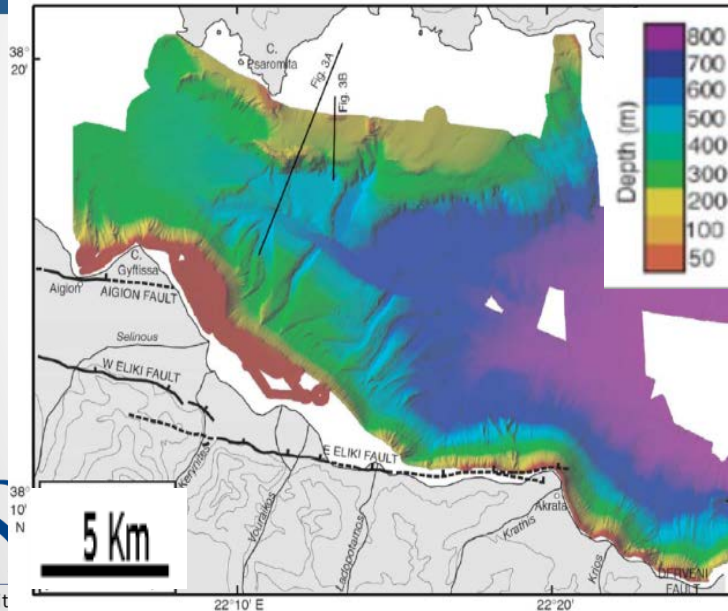 38°
20'
C.
Psaromita
Fig. 3A
Fig. 3B
Depth (m)
800
700
600
500
400
300
200
100
50
C.
Gyftissa
Aigion
AIGION FAULT
Selinous
W ELIKI FAULT
E ELIKI FAULT
Kerynitis
Vouraikos
Ladopotamos
Akrata
Krathis
Krios
DERVENI
FAULT
38°
10'
N
5 Km
22°10' E
22°20'
t